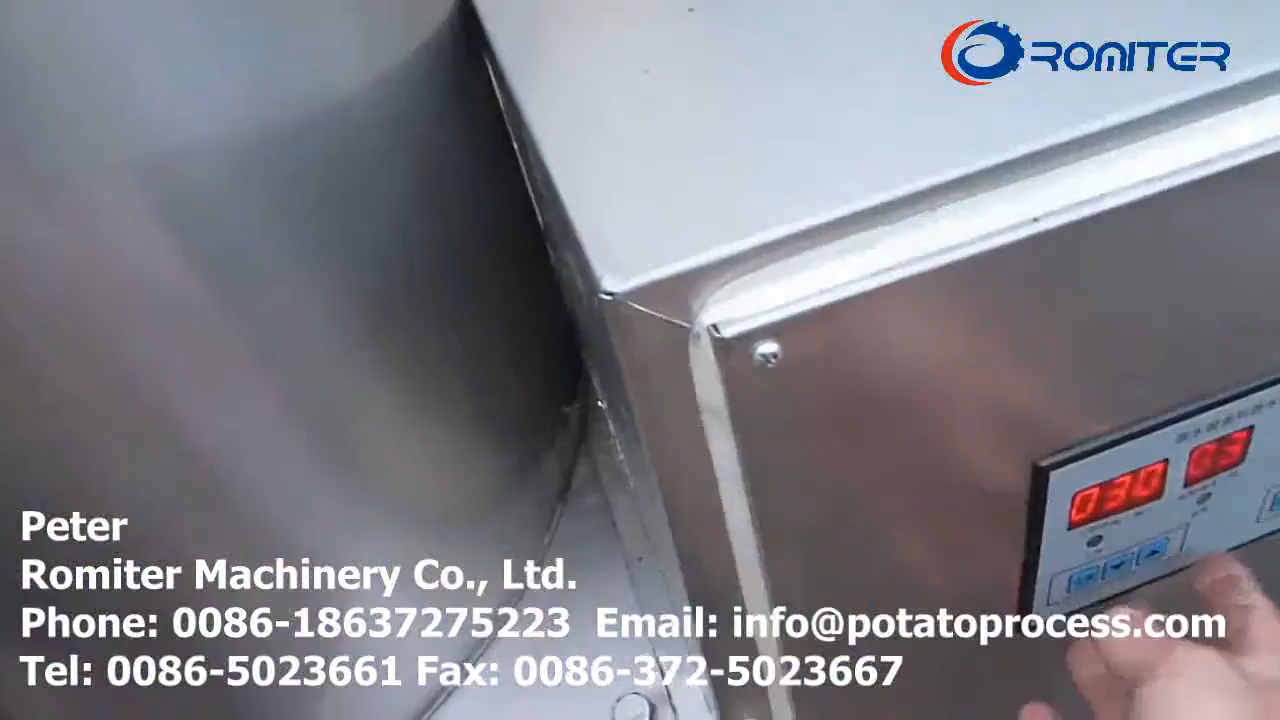 ROMITER
030 03
Peter
Romiter Machinery Co., Ltd.
Phone: 0086-18637275223 Email: info@potatoprocess.com
Tel: 0086-5023661 Fax: 0086-372-5023667